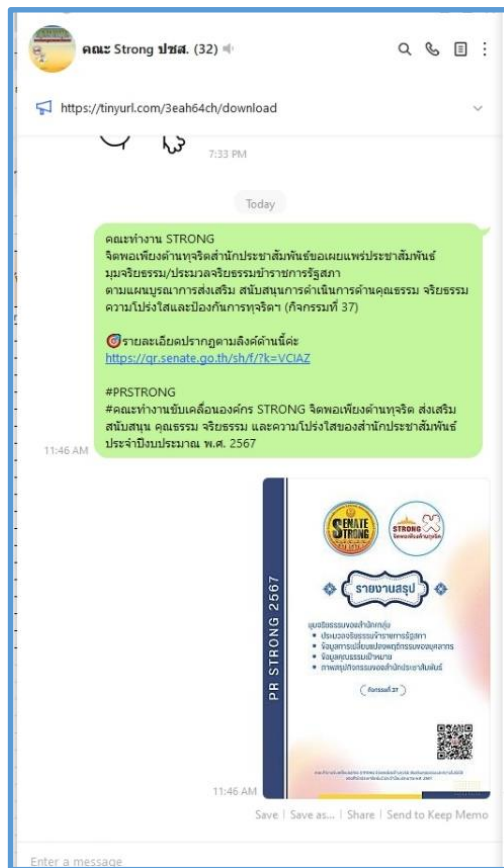 คณะ Strong ปชส. (32)
https://tinyurl.com/3eah64ch/download
7:33 PM
Today
คณะทำงาน STRONG
จิตพอเพียงต้านทุจริตสำนักประชาสัมพันธ์ขอเผยแพร่ประชาสัมพันธ์
มุมจริยธรรม/ประมวลจริยธรรมข้าราชการรัฐสภา
ตามแผนบูรณาการส่งเสริม สนับสนุนการดำเนินการด้านคุณธรรม จริยธรรม
ความโปร่งใสและป้องกันการทุจริตฯ (กิจกรรมที่ 37)
🎯รายละเอียดปรากฏตามลิงค์ด้านนี้ค่ะ
https://qr.senate.go.th/sh/f/?k=VCIAZ
#PRSTRONG
#คณะทำงานขับเคลื่อนองค์กร STRONG จิตพอเพียงต้านทุจริต ส่งเสริม
สนับสนุน คุณธรรม จริยธรรม และความโปร่งใสของสำนักประชาสัมพันธ์
ประจำปีงบประมาณ พ.ศ. 2567
11:46 AM
PR STRONG 2567
SENATE
STRONG
STRONG
จิตพอเพียงต้านทุจริต
รายงานสรุป
มุมจริยธรรมของสำนัก/กลุ่ม
• ประมวลจริยธรรมข้าราชการรัฐสภา
• ข้อมูลการเปลี่ยนแปลงพฤติกรรมของบุคลากร
• ข้อมูลคุณธรรมเป้าหมาย
• ภาพสรุปกิจกรรมของสำนักประชาสัมพันธ์
( กิจกรรมที่ 37 )
11:46 AM
Save | Save as... | Share | Send to Keep Memo
Enter a message